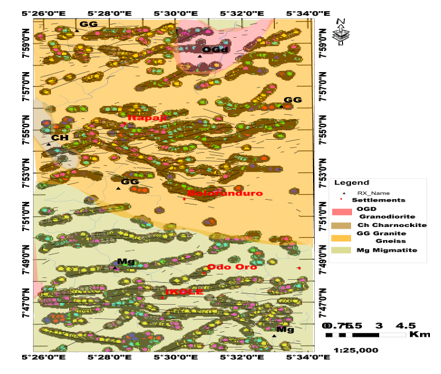 5°26'0"E 5°28'0"E 5°30'0"E 5°32'0"E 5°34'0"E
N
GG
7°59'0"N 7°59'0"N
OGd
7°57'0"N 7°57'0"N
GG
7°55'0"N 7°55'0"N
CH
7°53'0"N 7°53'0"N
GG
7°51'0"N 7°51'0"N
7°49'0"N 7°49'0"N
Mg
Odo Oro
7°47'0"N 7°47'0"N
Mg
5°26'0"E 5°28'0"E 5°30'0"E 5°32'0"E 5°34'0"E
Legend
RX_Name
Settlements
OGD
Granodiorite
Ch Charnockite
GG Granite
Gneiss
Mg Migmatite
0 0.75 1.5 3 4.5
Km
1:25,000